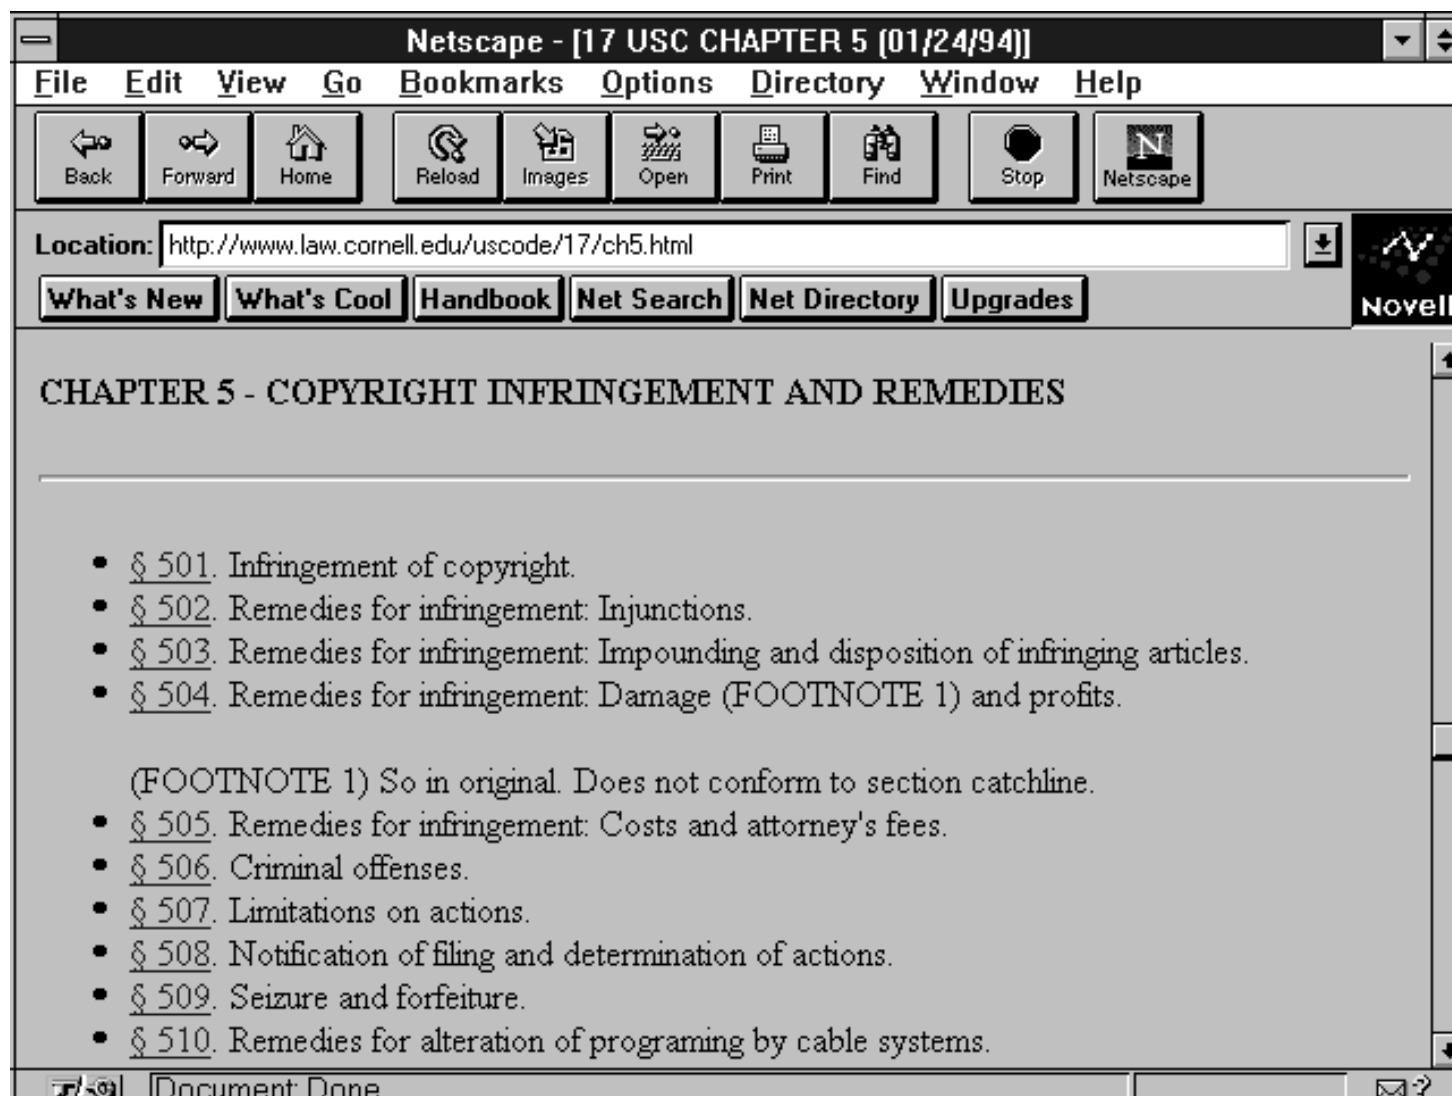 Netscape - [17 USC CHAPTER 5 (01/24/94)]
File Edit View Go Bookmarks Options Directory Window Help
Back Forward Home Reload Images Open Print Find Stop N Netscape
Location: http://www.law.cornell.edu/uscode/17/ch5.html
What's New What's Cool Handbook Net Search Net Directory Upgrades Novell
CHAPTER 5 - COPYRIGHT INFRINGEMENT AND REMEDIES
• § 501. Infringement of copyright.
• § 502. Remedies for infringement: Injunctions.
• § 503. Remedies for infringement: Impounding and disposition of infringing articles.
• § 504. Remedies for infringement: Damage (FOOTNOTE 1) and profits.
(FOOTNOTE 1) So in original. Does not conform to section catchline.
• § 505. Remedies for infringement: Costs and attorney's fees.
• § 506. Criminal offenses.
• § 507. Limitations on actions.
• § 508. Notification of filing and determination of actions.
• § 509. Seizure and forfeiture.
• § 510. Remedies for alteration of programing by cable systems.
Document: Done